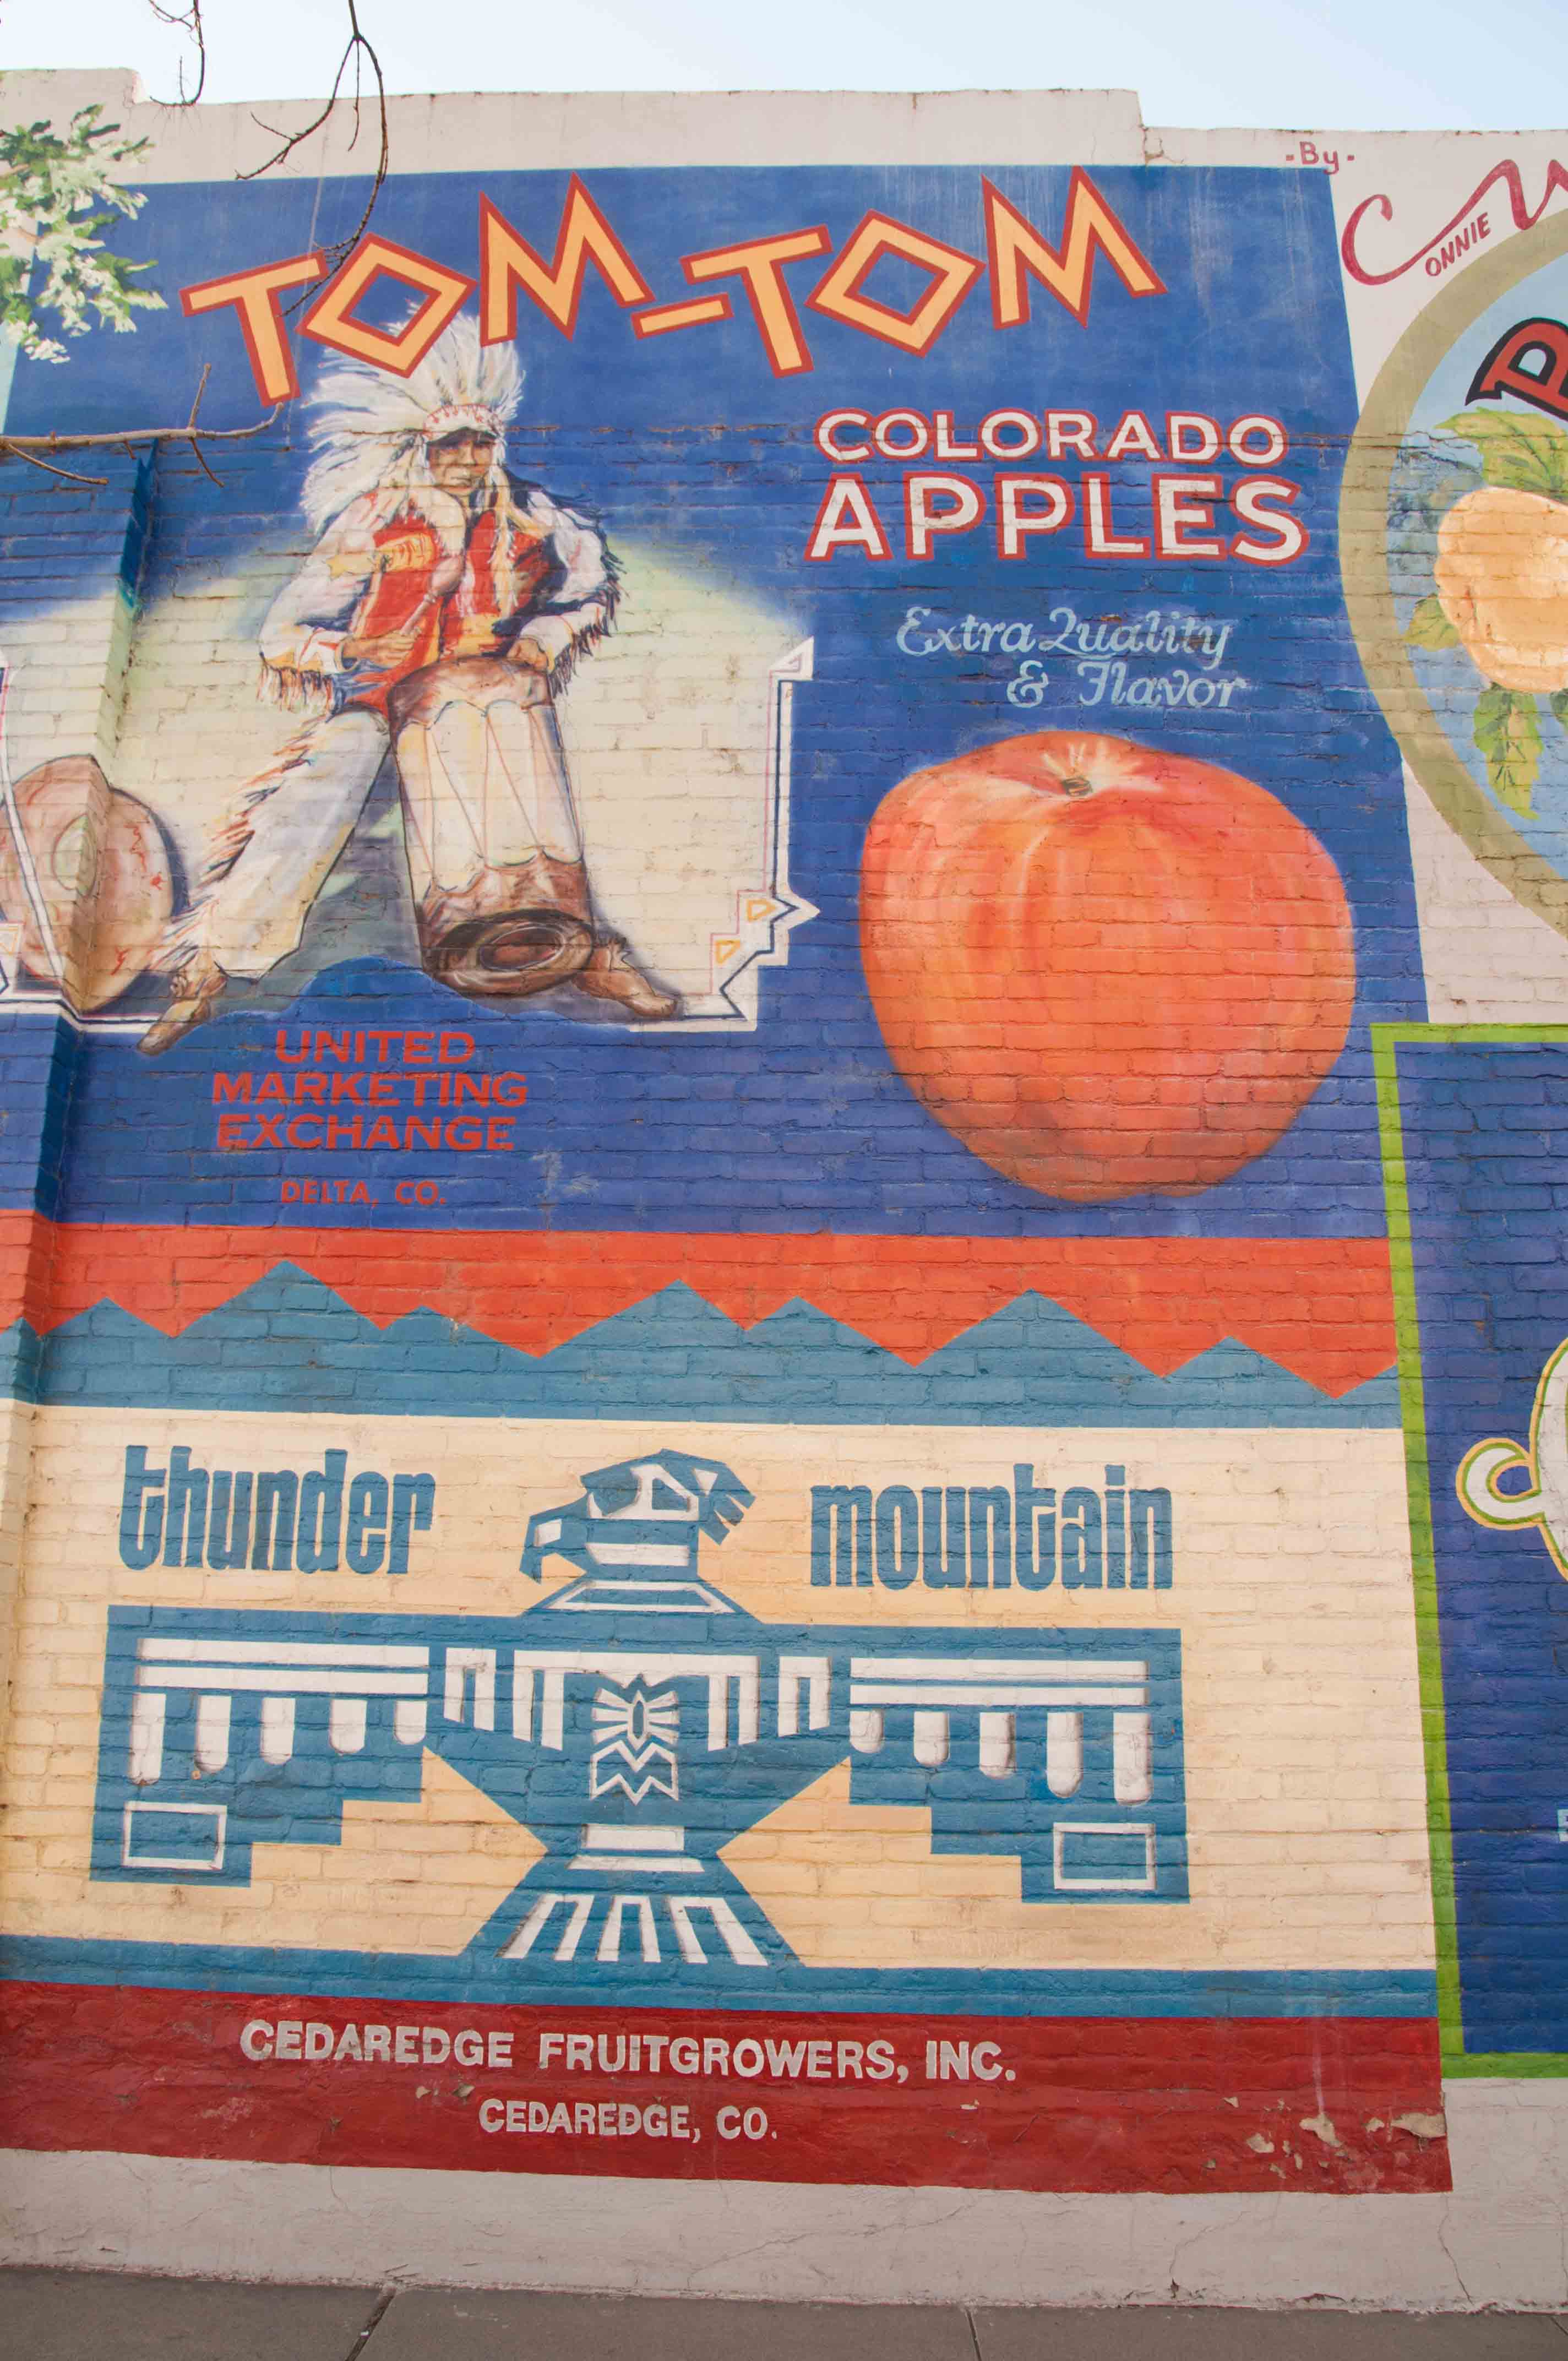 -By-
CONNIE
TOM-TOM
COLORADO
APPLES
Extra Quality
& Flavor
UNITED
MARKETING
EXCHANGE
DELTA, CO.
thunder mountain
CEDAREDGE FRUITGROWERS, INC.
CEDAREDGE, CO.